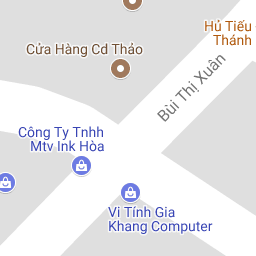 Hủ Tiếu
Thánh
Cửa Hàng Cd Thảo
Bùi Thị Xuân
Công Ty Tnhh
Mtv Ink Hòa
Vi Tính Gia
Khang Computer